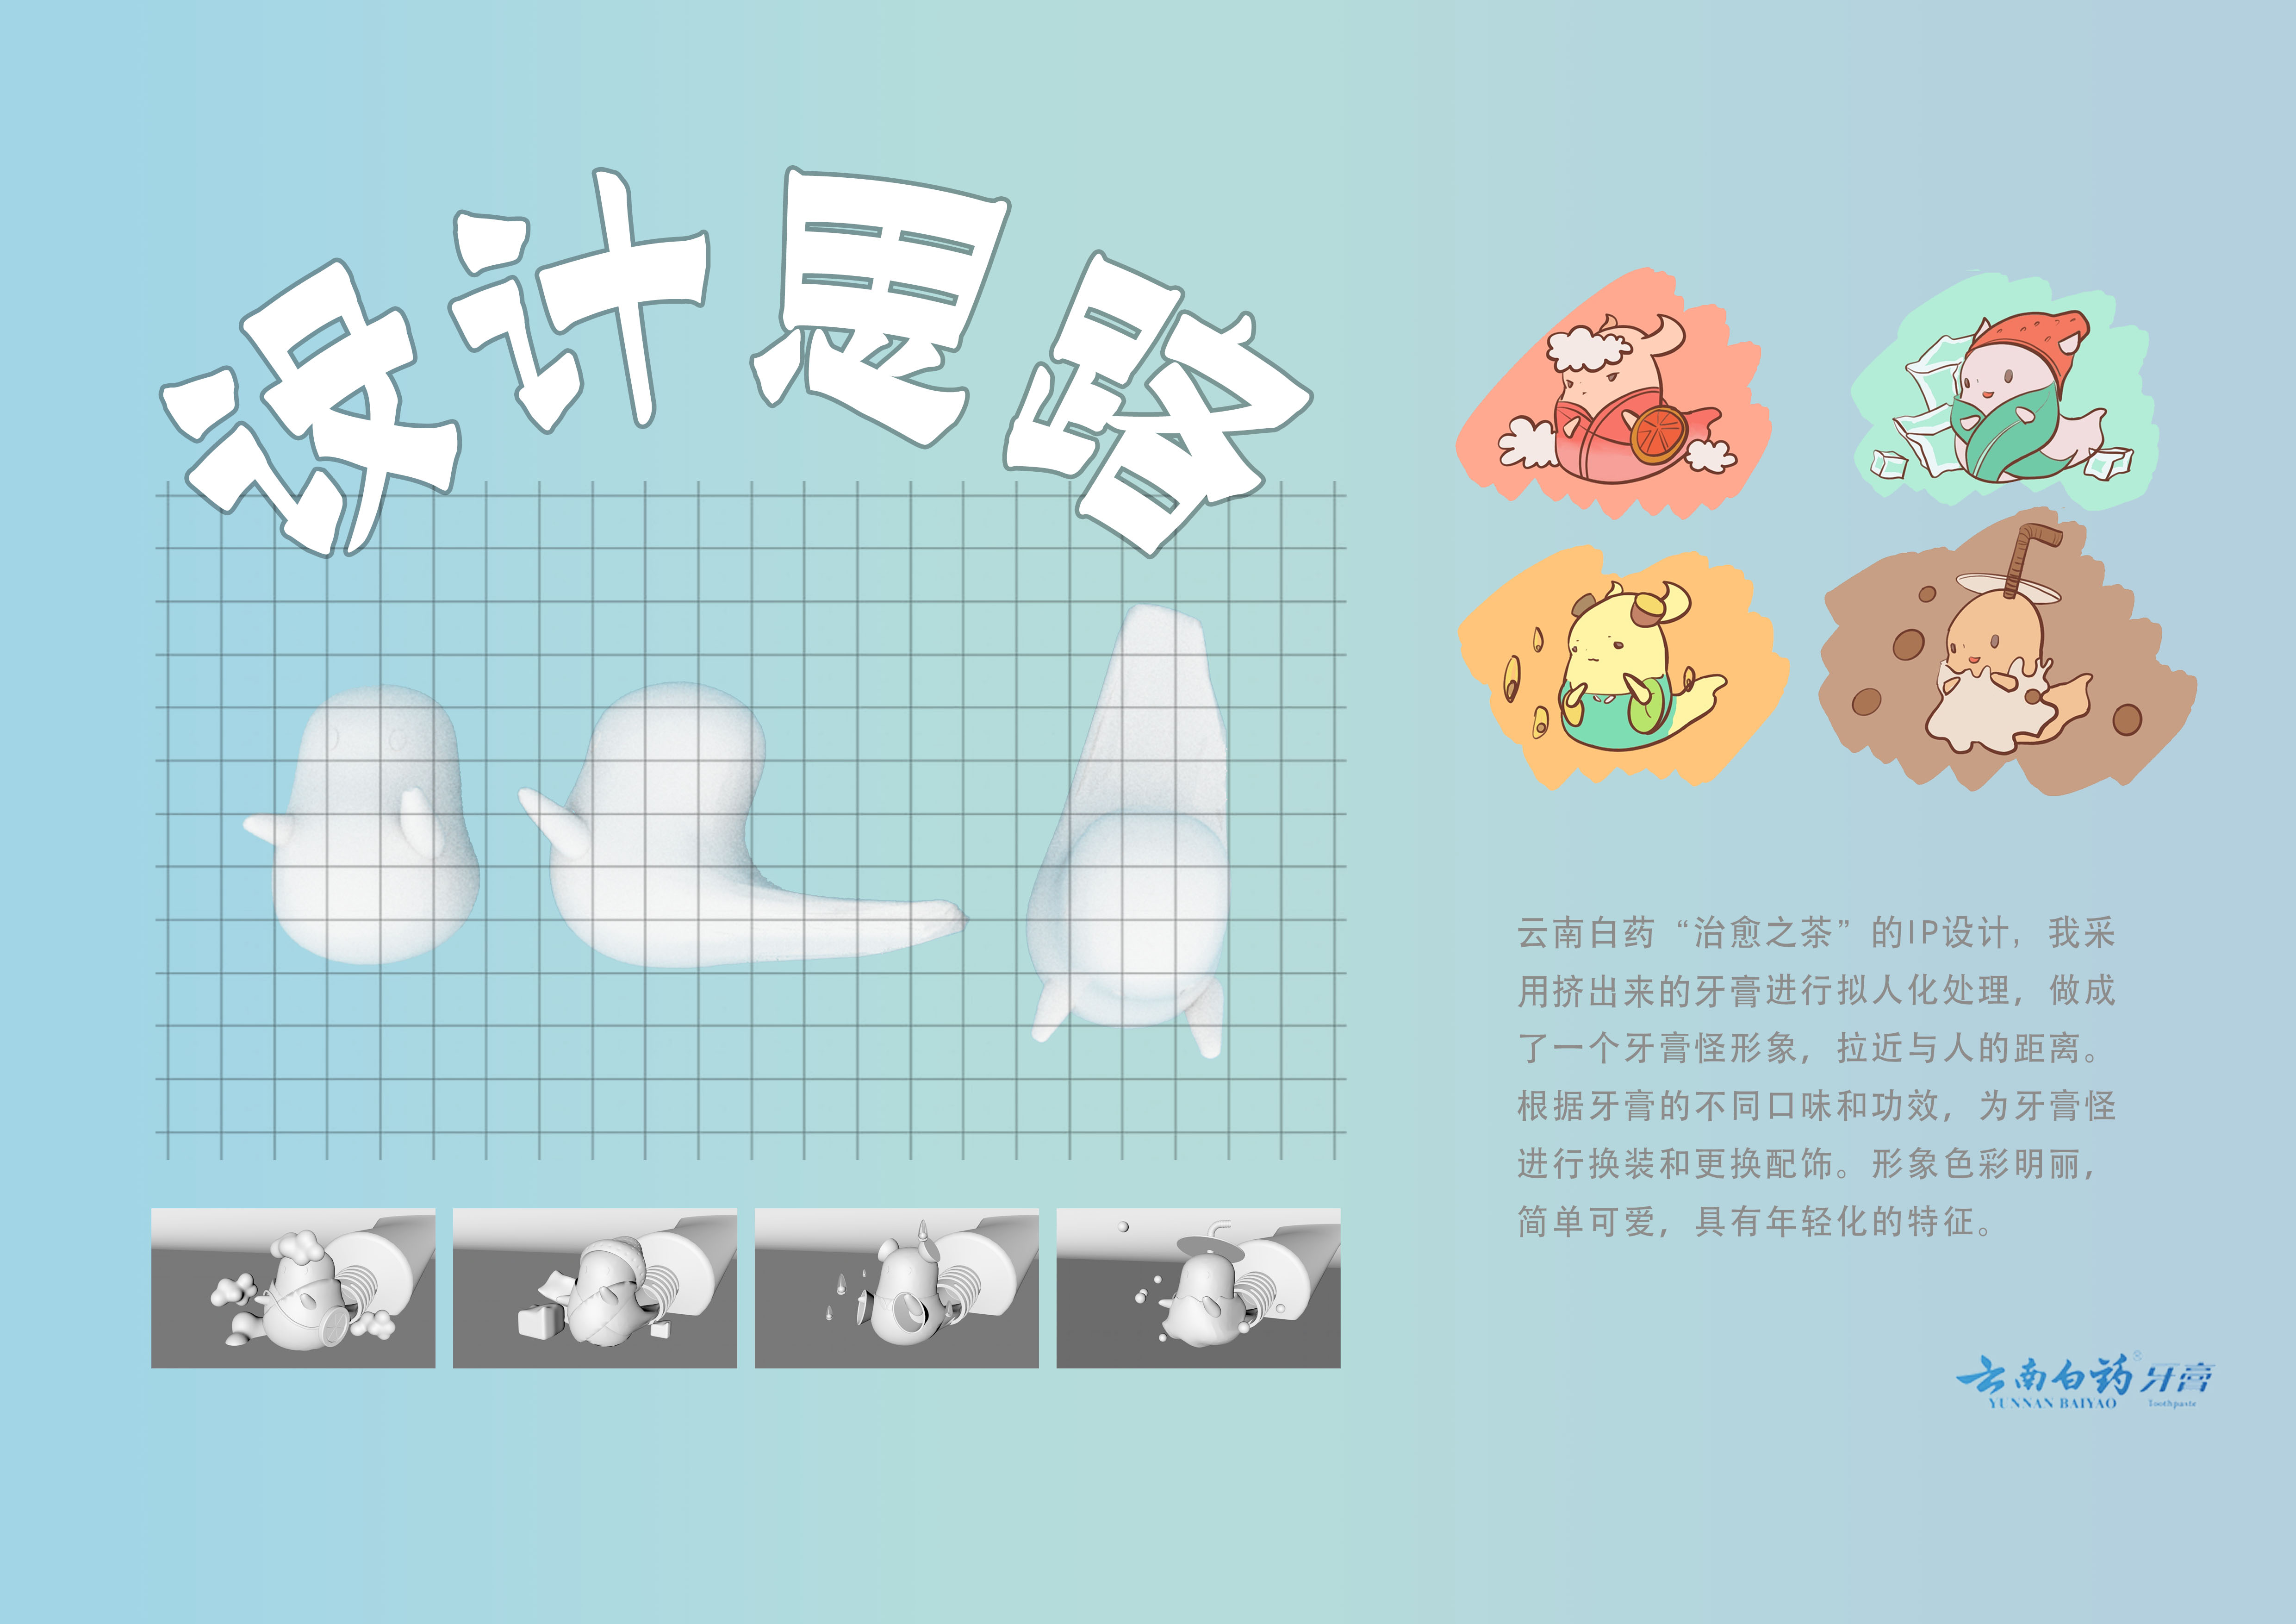 设计思路
云南白药“治愈之茶”的IP设计，我采
用挤出来的牙膏进行拟人化处理，做成
了一个牙膏怪形象，拉近与人的距离。
根据牙膏的不同口味和功效，为牙膏怪
进行换装和更换配饰。形象色彩明丽，
简单可爱，具有年轻化的特征。
云南白药®牙膏
YUNNAN BAIYAO Toothpaste